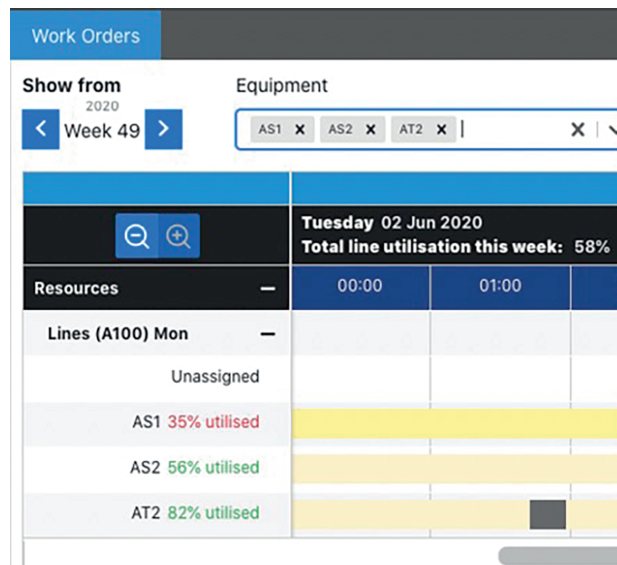 Work Orders
Show from
Equipment
2020
Week 49
AS1 × AS2 × AT2 ×
Tuesday 02 Jun 2020
Total line utilisation this week: 58%
Resources
00:00 01:00
Lines (A100) Mon
Unassigned
AS1 35% utilised
AS2 56% utilised
AT2 82% utilised